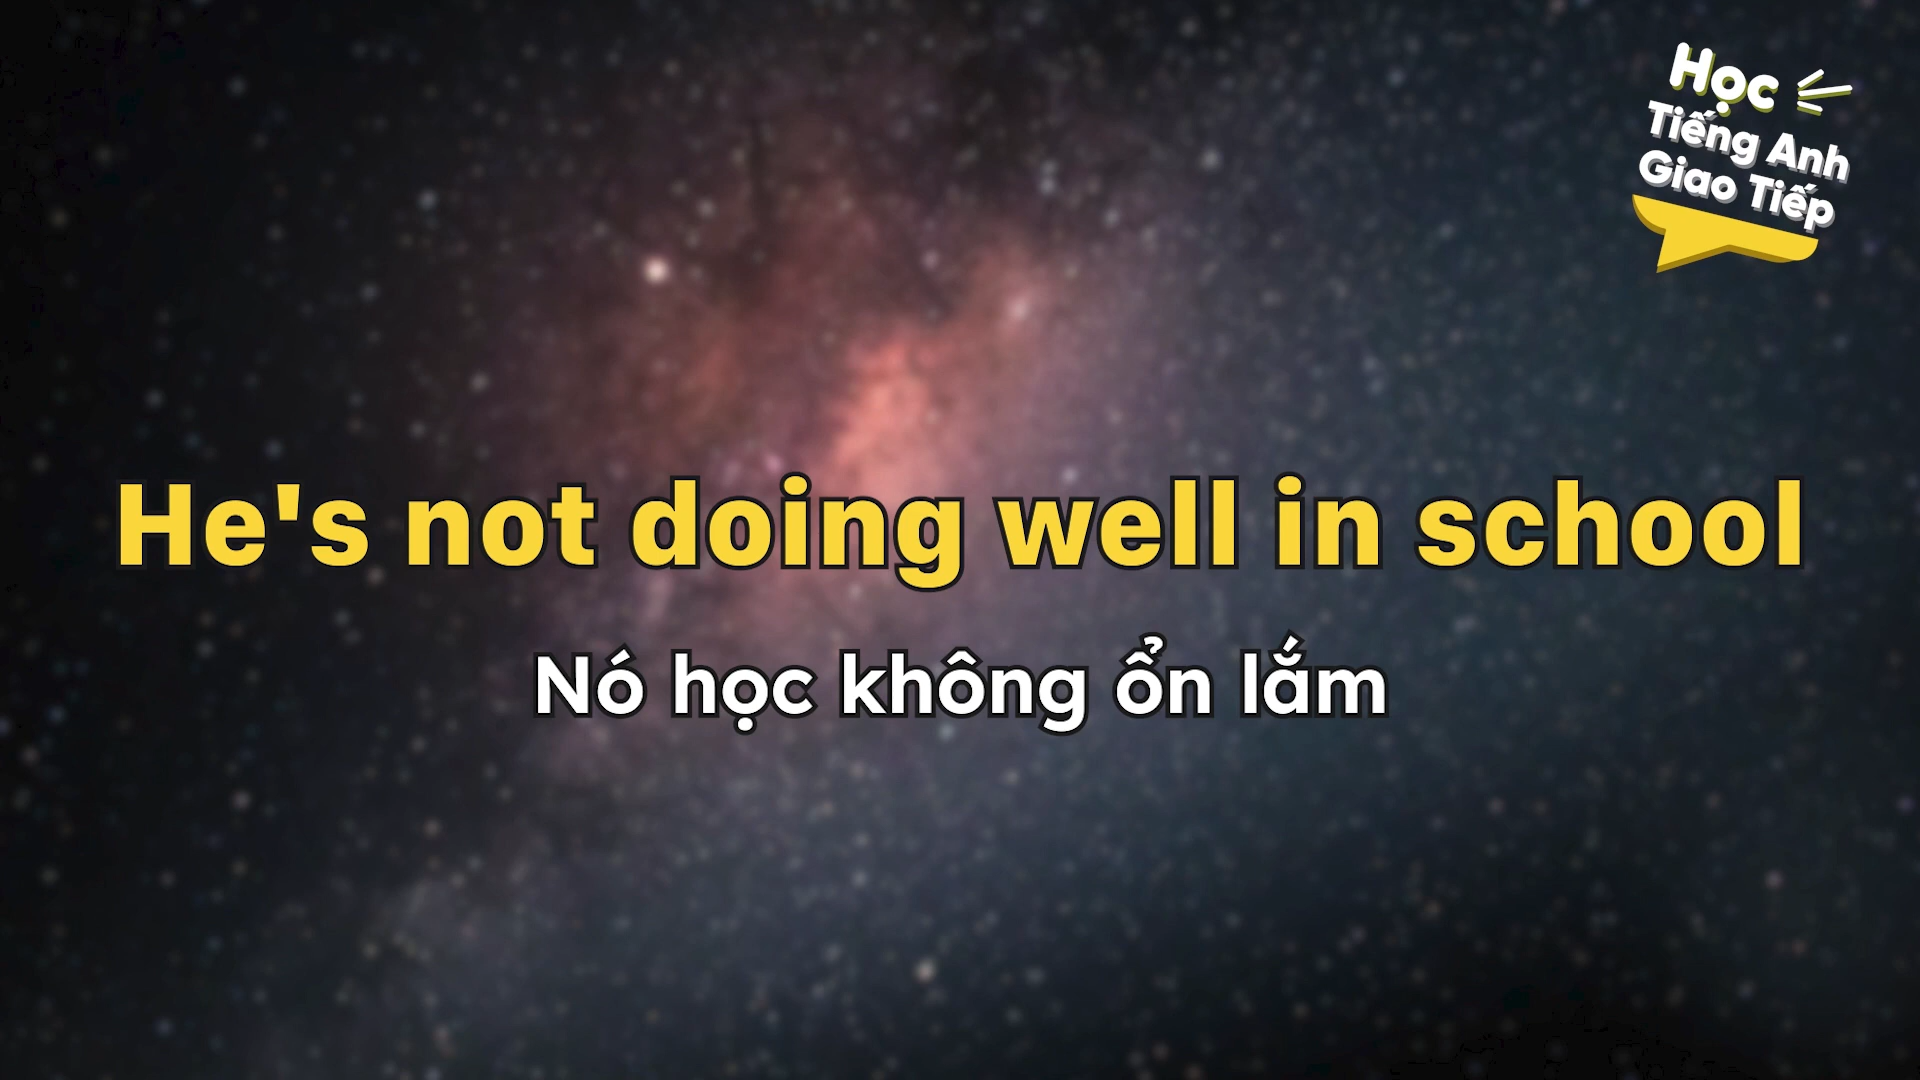 Học
Tiếng Anh
Giao Tiếp
He's not doing well in school
Nó học không ổn lắm